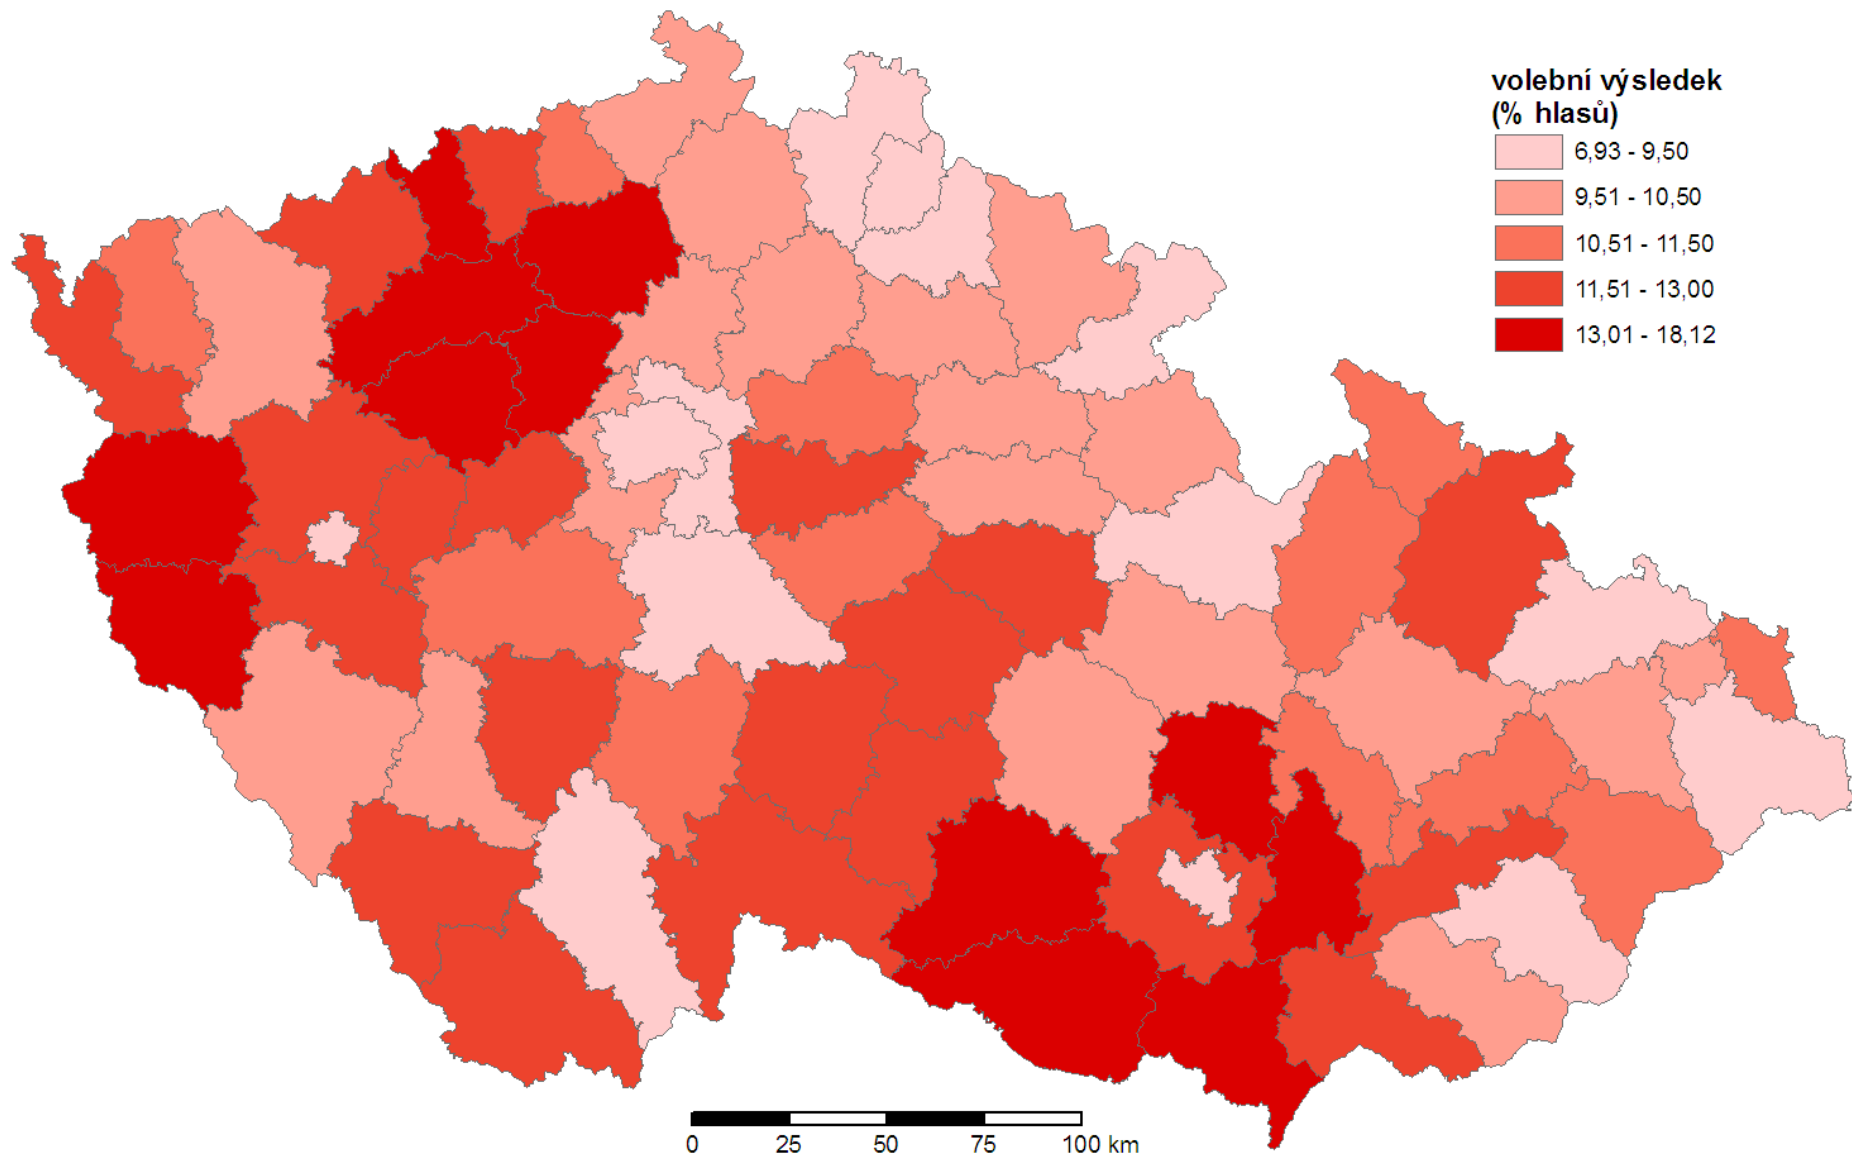 volební výsledek
(% hlasů)
6,93 - 9,50
9,51 - 10,50
10,51 - 11,50
11,51 - 13,00
13,01 - 18,12
0 25 50 75 100 km